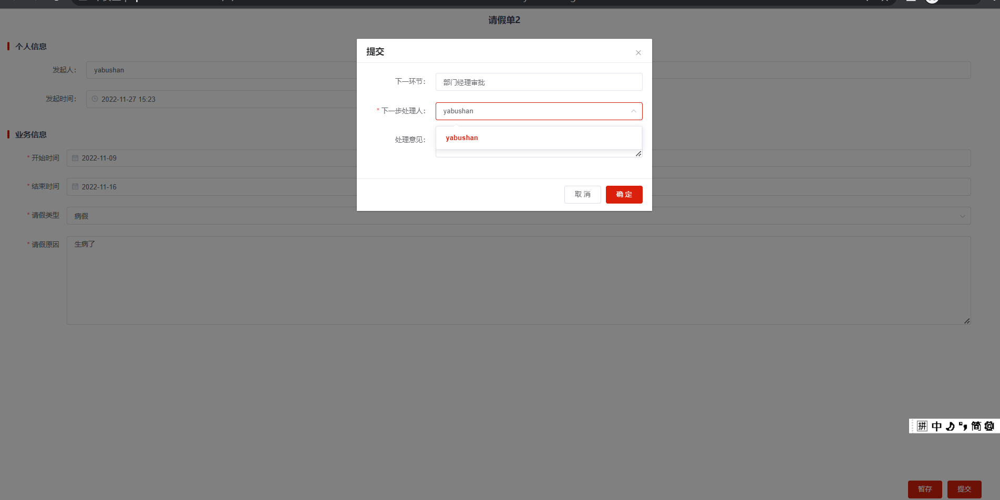 请假单2
个人信息
发起人： yabushan
发起时间： 2022-11-27 15:23
业务信息
* 开始时间 2022-11-09
* 结束时间 2022-11-16
* 请假类型 病假
* 请假原因 生病了
提交
下一环节： 部门经理审批
* 下一步处理人： yabushan
yabushan
处理意见：
取 消 确 定
拼 中 简
暂存 提交